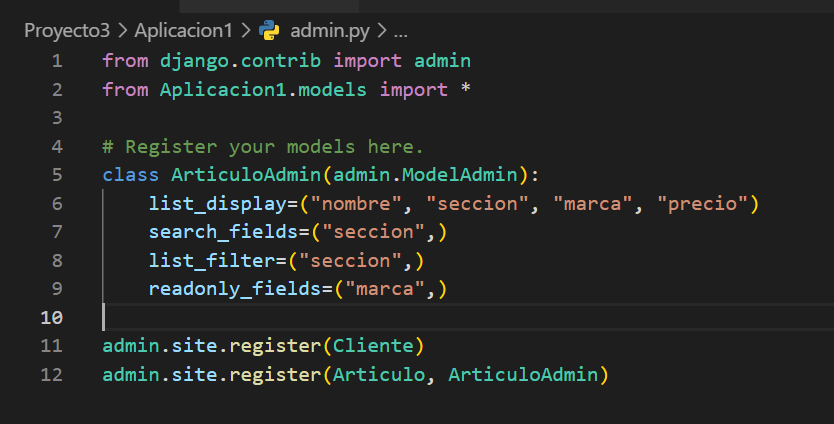 Proyecto3 > Aplicacion1 > admin.py > ...
1 from django.contrib import admin
2 from Aplicacion1.models import *
3
4 # Register your models here.
5 class ArticuloAdmin(admin.ModelAdmin):
6     list_display=("nombre", "seccion", "marca", "precio")
7     search_fields=("seccion",)
8     list_filter=("seccion",)
9     readonly_fields=("marca",)
10
11 admin.site.register(Cliente)
12 admin.site.register(Articulo, ArticuloAdmin)